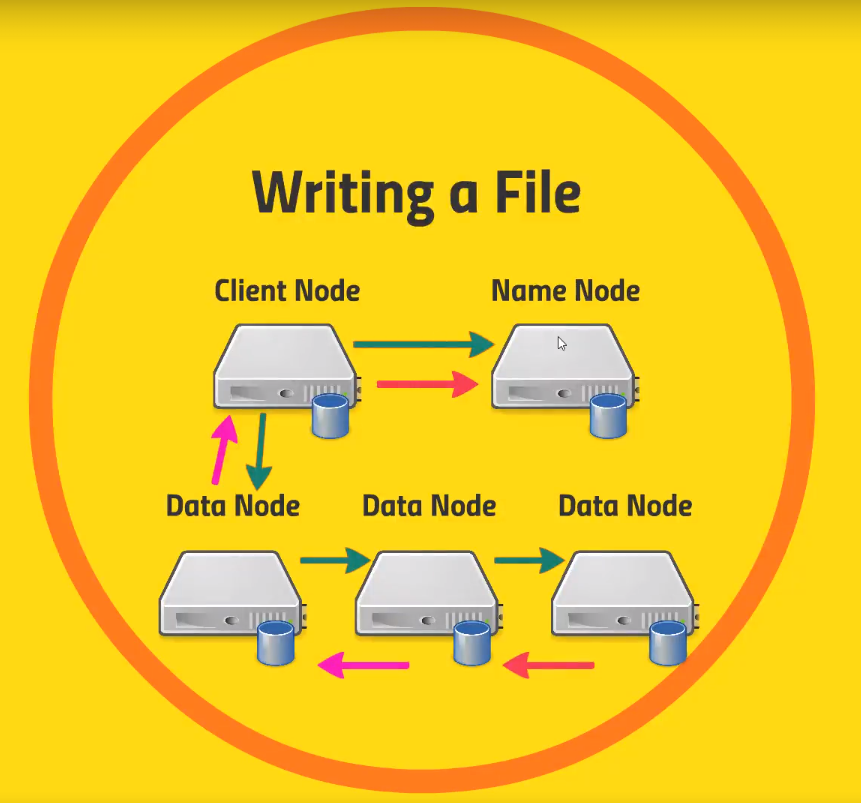 Writing a File
Client Node
Name Node
Data Node
Data Node
Data Node